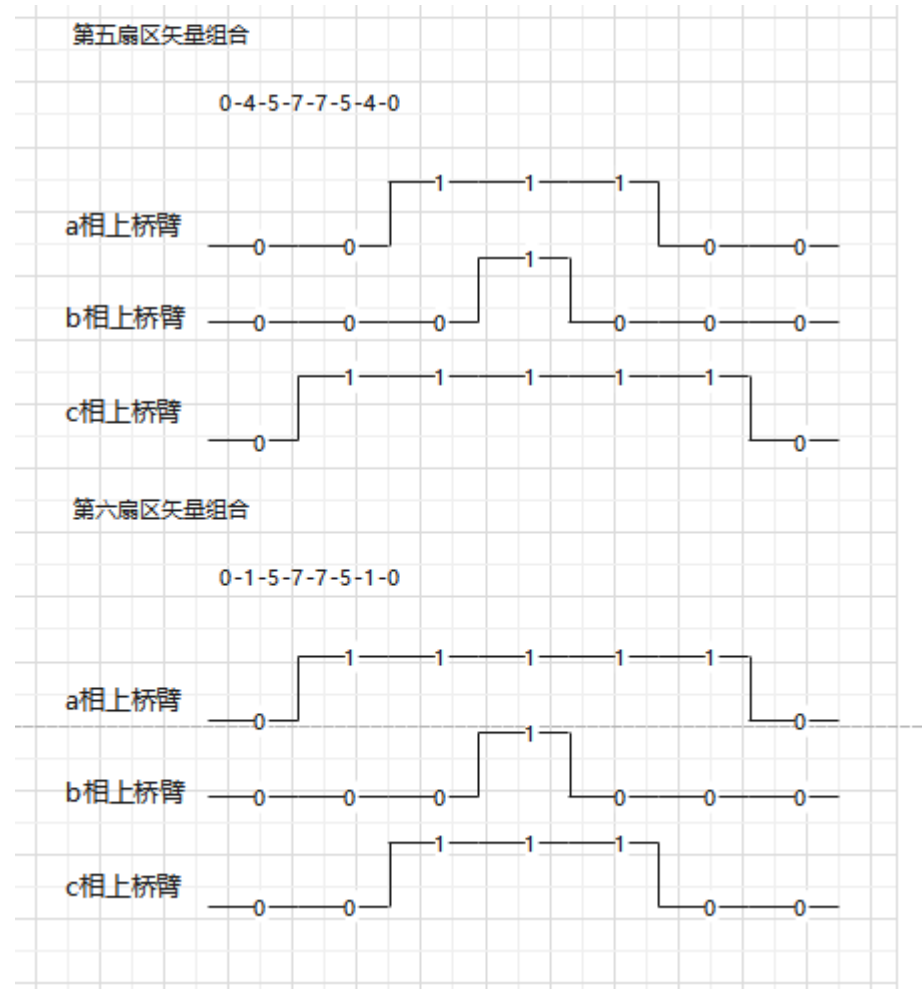 第五扇区矢量组合
0-4-5-7-7-5-4-0
1 1 1
a相上桥臂 0 0 0 0
1
b相上桥臂 0 0 0 0 0 0
1 1 1 1 1
c相上桥臂 0 0
第六扇区矢量组合
0-1-5-7-7-5-1-0
1 1 1 1 1
a相上桥臂 0 0
1
b相上桥臂 0 0 0 0 0 0
1 1 1
c相上桥臂 0 0 0 0